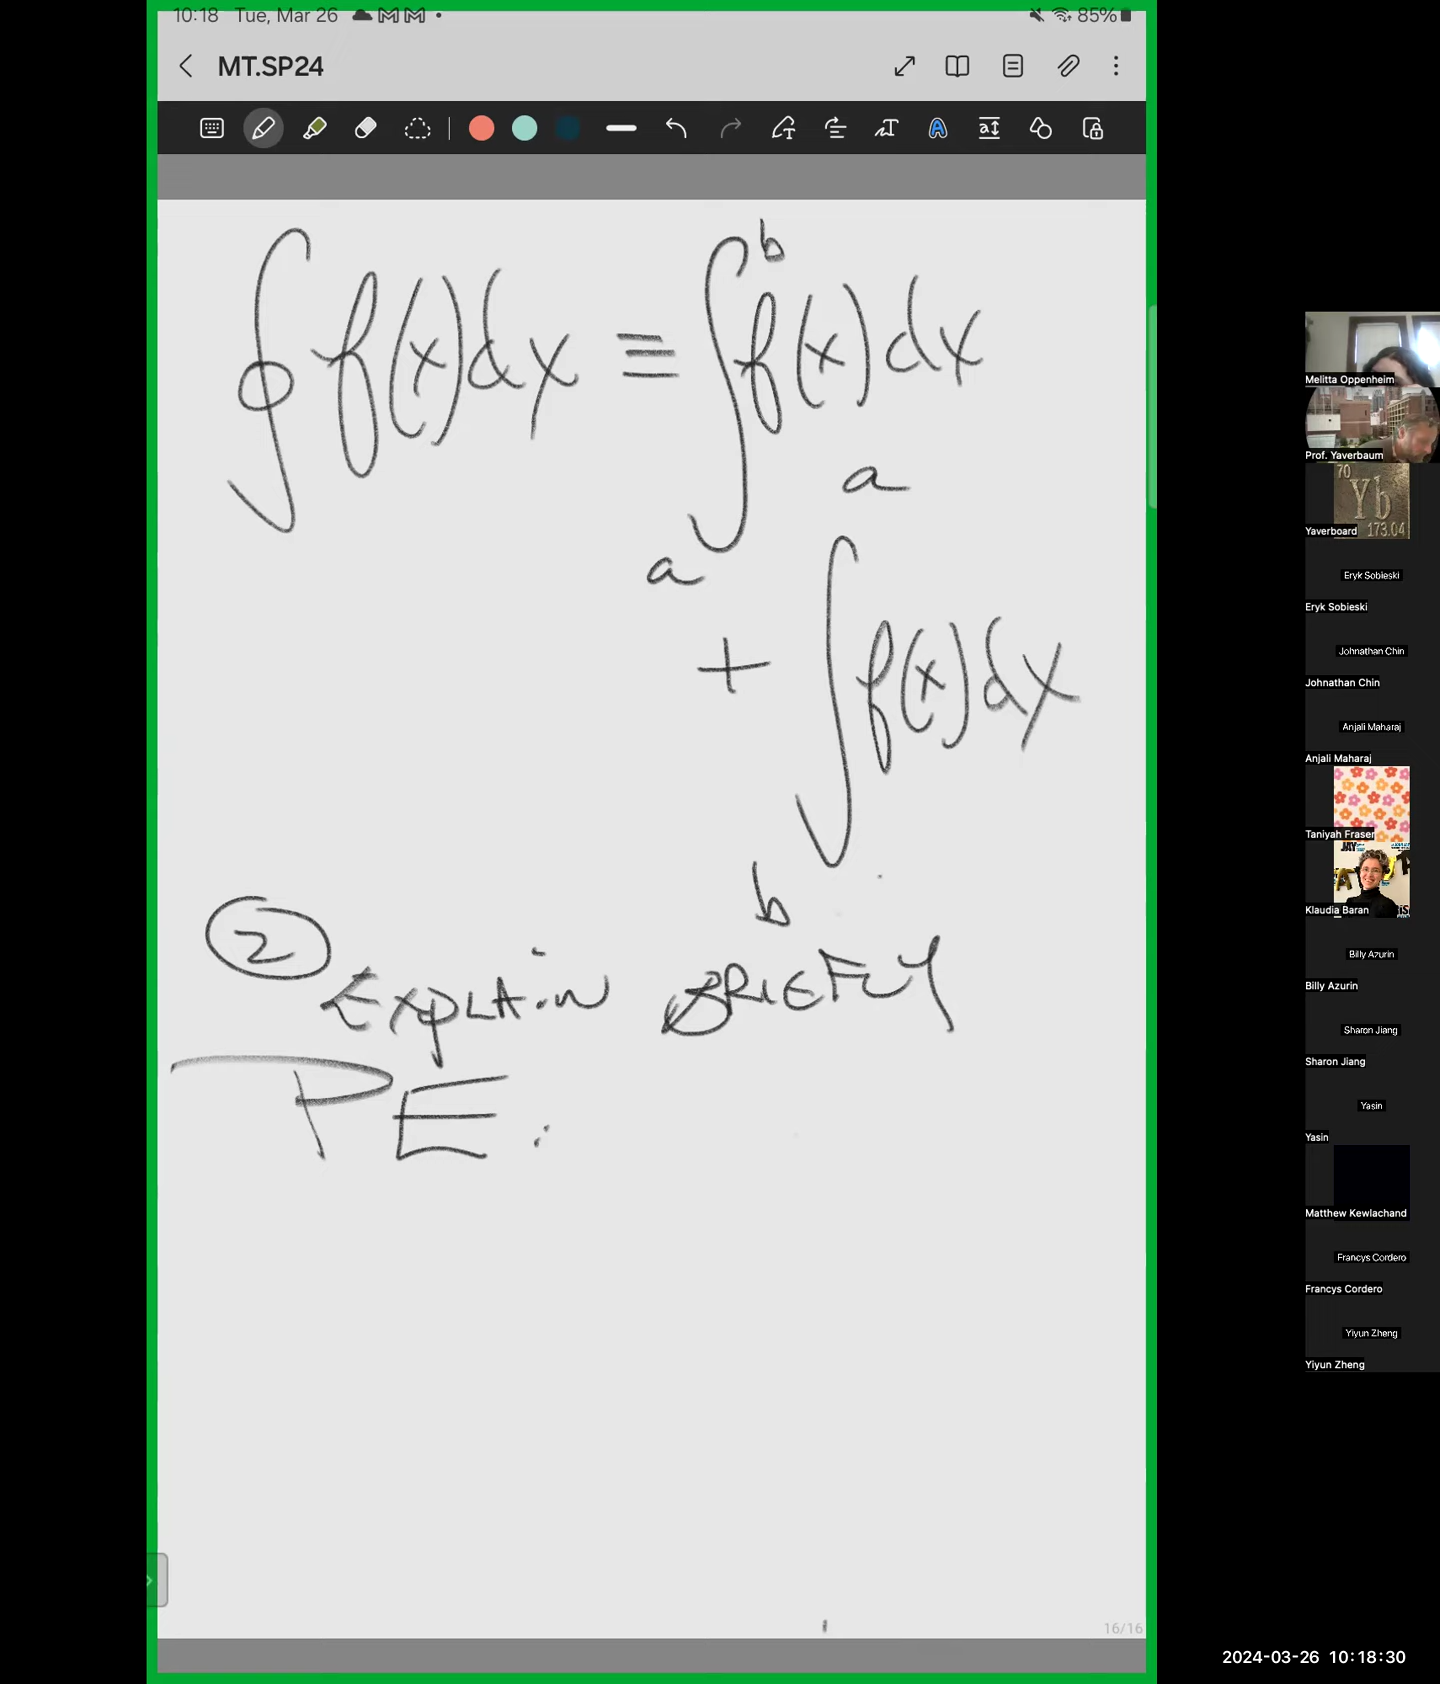 10:18 Tue, Mar 26
85%
MT.SP24
∮ f(x)dx ≡ ∫ₐᵇ f(x)dx
+ ∫_bᵃ f(x)dx
② EXPLAiN BRIEFLY
PE:
16/16
Melitta Oppenheim
Prof. Yaverbaum
70
Yb
173.04
Yaverboard
Eryk Sobieski
Eryk Sobieski
Johnathan Chin
Johnathan Chin
Anjali Maharaj
Anjali Maharaj
Taniyah Fraser
JAY
Klaudia Baran
Billy Azurin
Billy Azurin
Sharon Jiang
Sharon Jiang
Yasin
Yasin
Matthew Kewlachand
Francys Cordero
Francys Cordero
Yiyun Zheng
Yiyun Zheng
2024-03-26 10:18:30